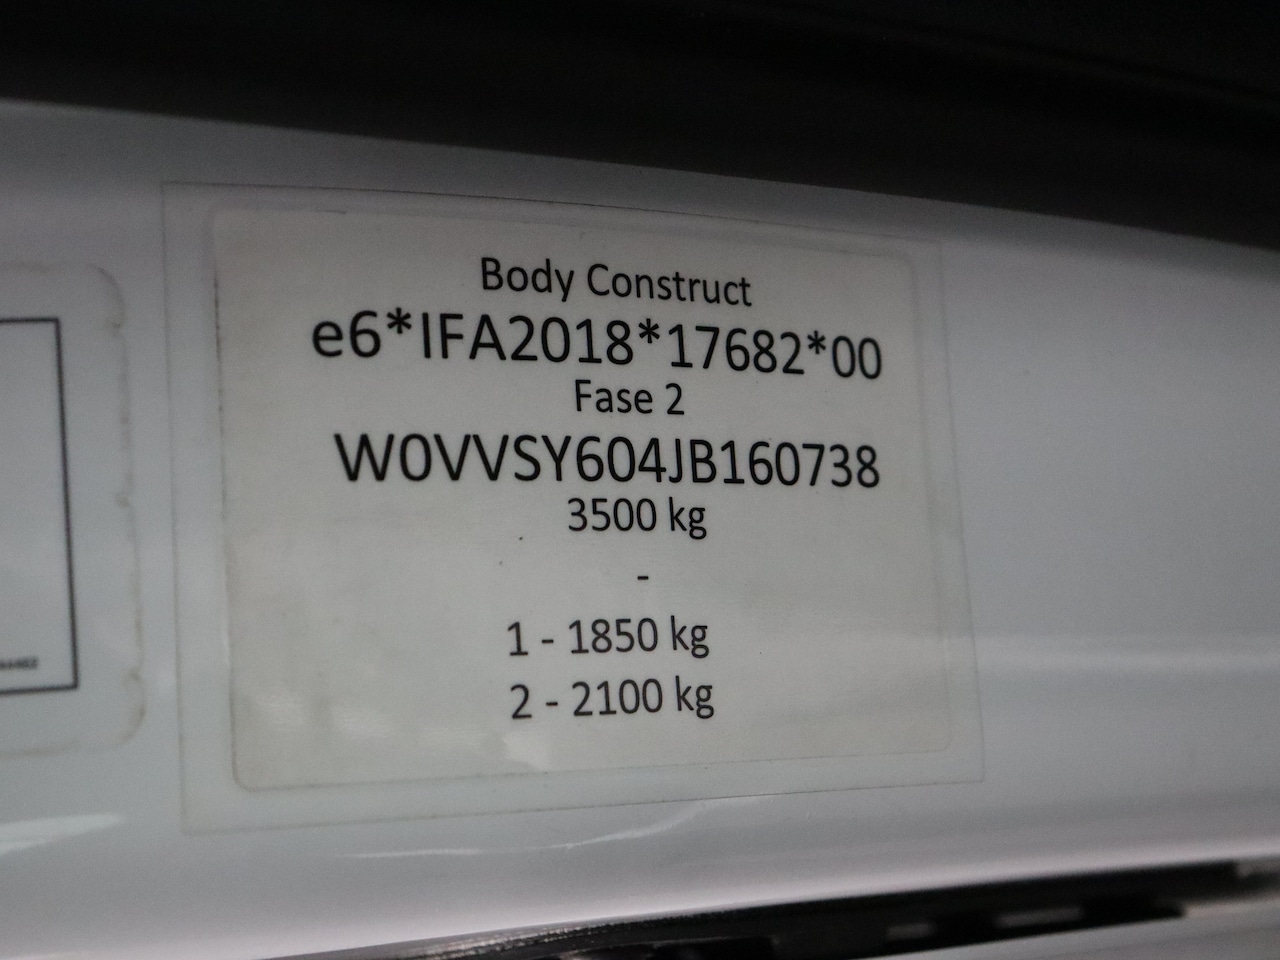 Body Construct
e6*IFA2018*17682*00
Fase 2
W0VVSY604JB160738
3500 kg
-
1 - 1850 kg
2 - 2100 kg